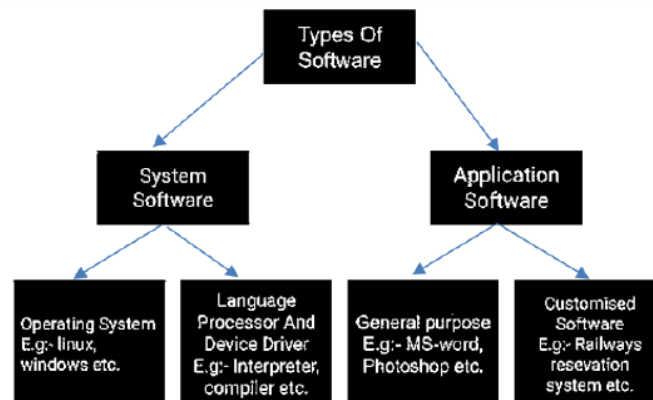 Types Of
Software
System
Software
Application
Software
Operating System
E.g:- linux,
windows etc.
Language
Processor And
Device Driver
E.g:- Interpreter,
compiler etc.
General purpose
E.g:- MS-word,
Photoshop etc.
Customised
Software
E.g:- Railways
resevation
system etc.